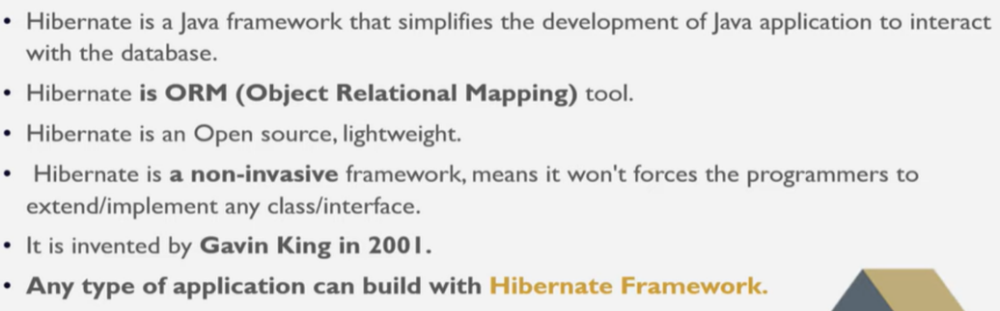 • Hibernate is a Java framework that simplifies the development of Java application to interact
with the database.
• Hibernate is ORM (Object Relational Mapping) tool.
• Hibernate is an Open source, lightweight.
• Hibernate is a non-invasive framework, means it won't forces the programmers to
extend/implement any class/interface.
• It is invented by Gavin King in 2001.
• Any type of application can build with Hibernate Framework.